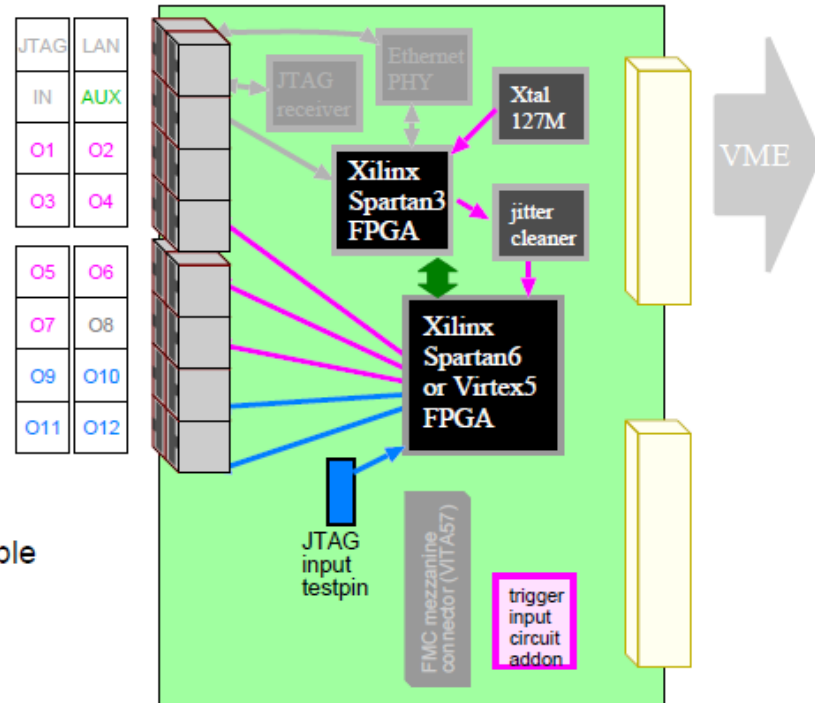 JTAG LAN
IN AUX
O1 O2
O3 O4
O5 O6
O7 O8
O9 O10
O11 O12
ple
Ethernet
PHY
JTAG
receiver
Xtal
127M
Xilinx
Spartan3
FPGA
jitter
cleaner
Xilinx
Spartan6
or Virtex5
FPGA
JTAG
input
testpin
FMC mezzanine
connector (VITA57)
trigger
input
circuit
addon
VME